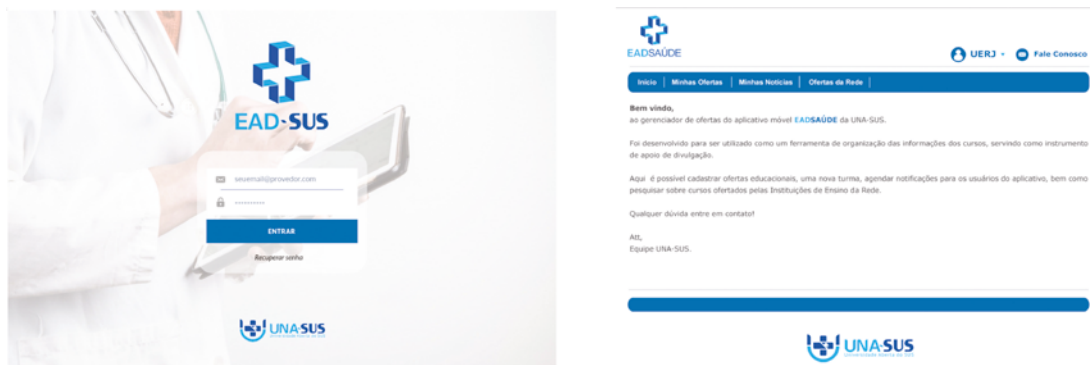 EAD-SUS
seuemail@provedor.com
ENTRAR
Recuperar senha
UNA-SUS
EADSAÚDE
UERJ
Fale Conosco
Início | Minhas Ofertas | Minhas Notícias | Ofertas da Rede |
Bem vindo,
ao gerenciador de ofertas do aplicativo móvel EADSAÚDE da UNA-SUS.
Foi desenvolvido para ser utilizado como um ferramenta de organização das informações dos cursos, servindo como instrumento
de apoio de divulgação.
Aqui é possível cadastrar ofertas educacionais, uma nova turma, agendar notificações para os usuários do aplicativo, bem como
pesquisar sobre cursos ofertados pelas Instituições de Ensino da Rede.
Qualquer dúvida entre em contato!
Att,
Equipe UNA-SUS.
UNA-SUS
Universidade Aberta do SUS